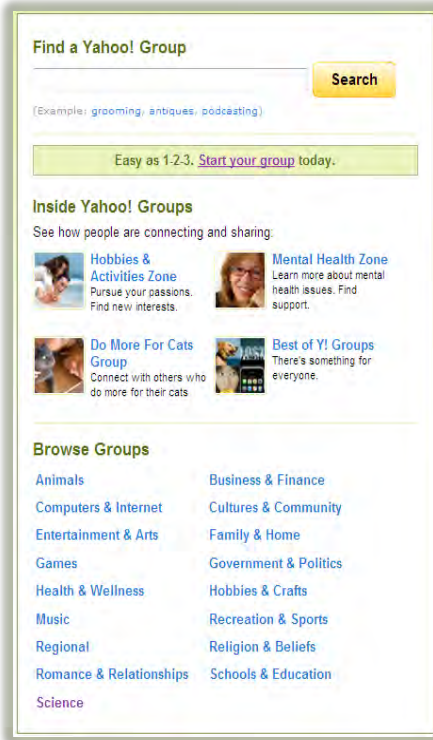 Find a Yahoo! Group
Search
(Example: grooming, antiques, podcasting)
Easy as 1-2-3. Start your group today.
Inside Yahoo! Groups
See how people are connecting and sharing:
Hobbies &
Activities Zone
Pursue your passions.
Find new interests.
Mental Health Zone
Learn more about mental
health issues. Find
support.
Do More For Cats
Group
Connect with others who
do more for their cats
Best of Y! Groups
There's something for
everyone.
Browse Groups
Animals
Business & Finance
Computers & Internet
Cultures & Community
Entertainment & Arts
Family & Home
Games
Government & Politics
Health & Wellness
Hobbies & Crafts
Music
Recreation & Sports
Regional
Religion & Beliefs
Romance & Relationships
Schools & Education
Science